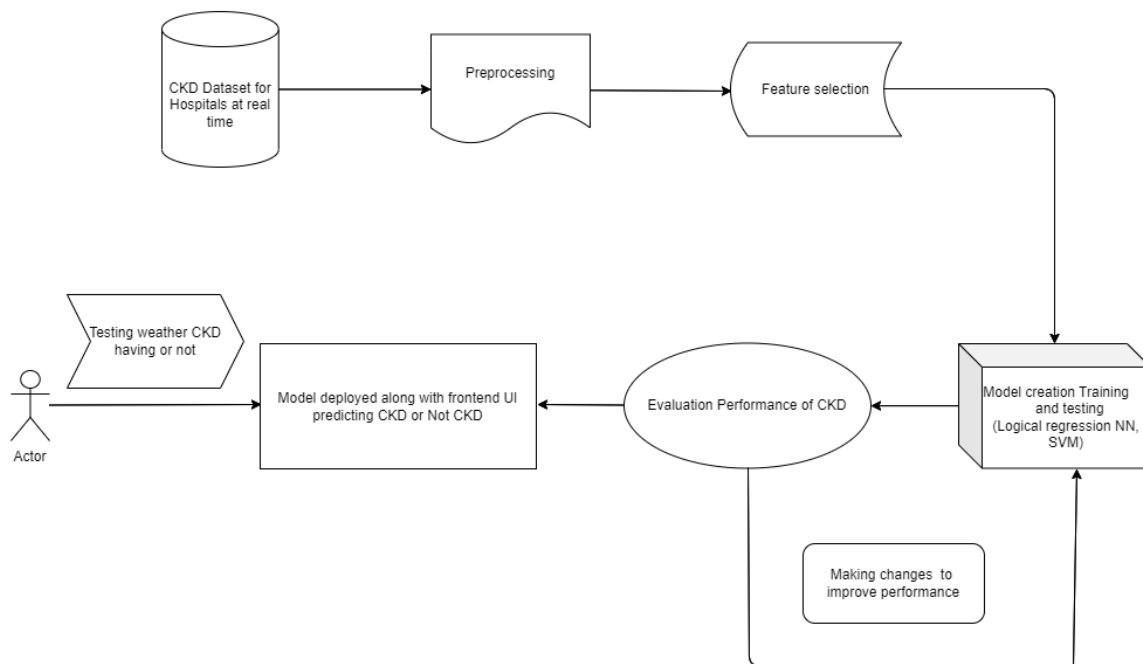 CKD Dataset for
Hospitals at real
time
Preprocessing
Feature selection
Testing weather CKD
having or not
Actor
Model deployed along with frontend UI
predicting CKD or Not CKD
Evaluation Performance of CKD
Model creation Training
and testing
(Logical regression NN,
SVM)
Making changes to
improve performance